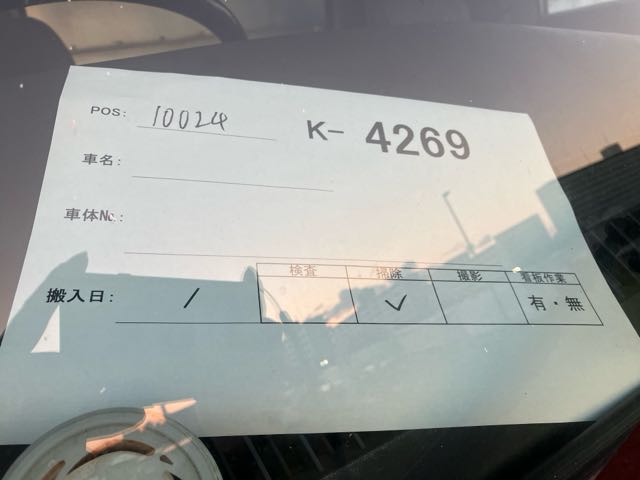 POS: 10024
K- 4269
車名:
車体No:
検査 掃除 撮影 看板作業
搬入日: / ✓ 有・無